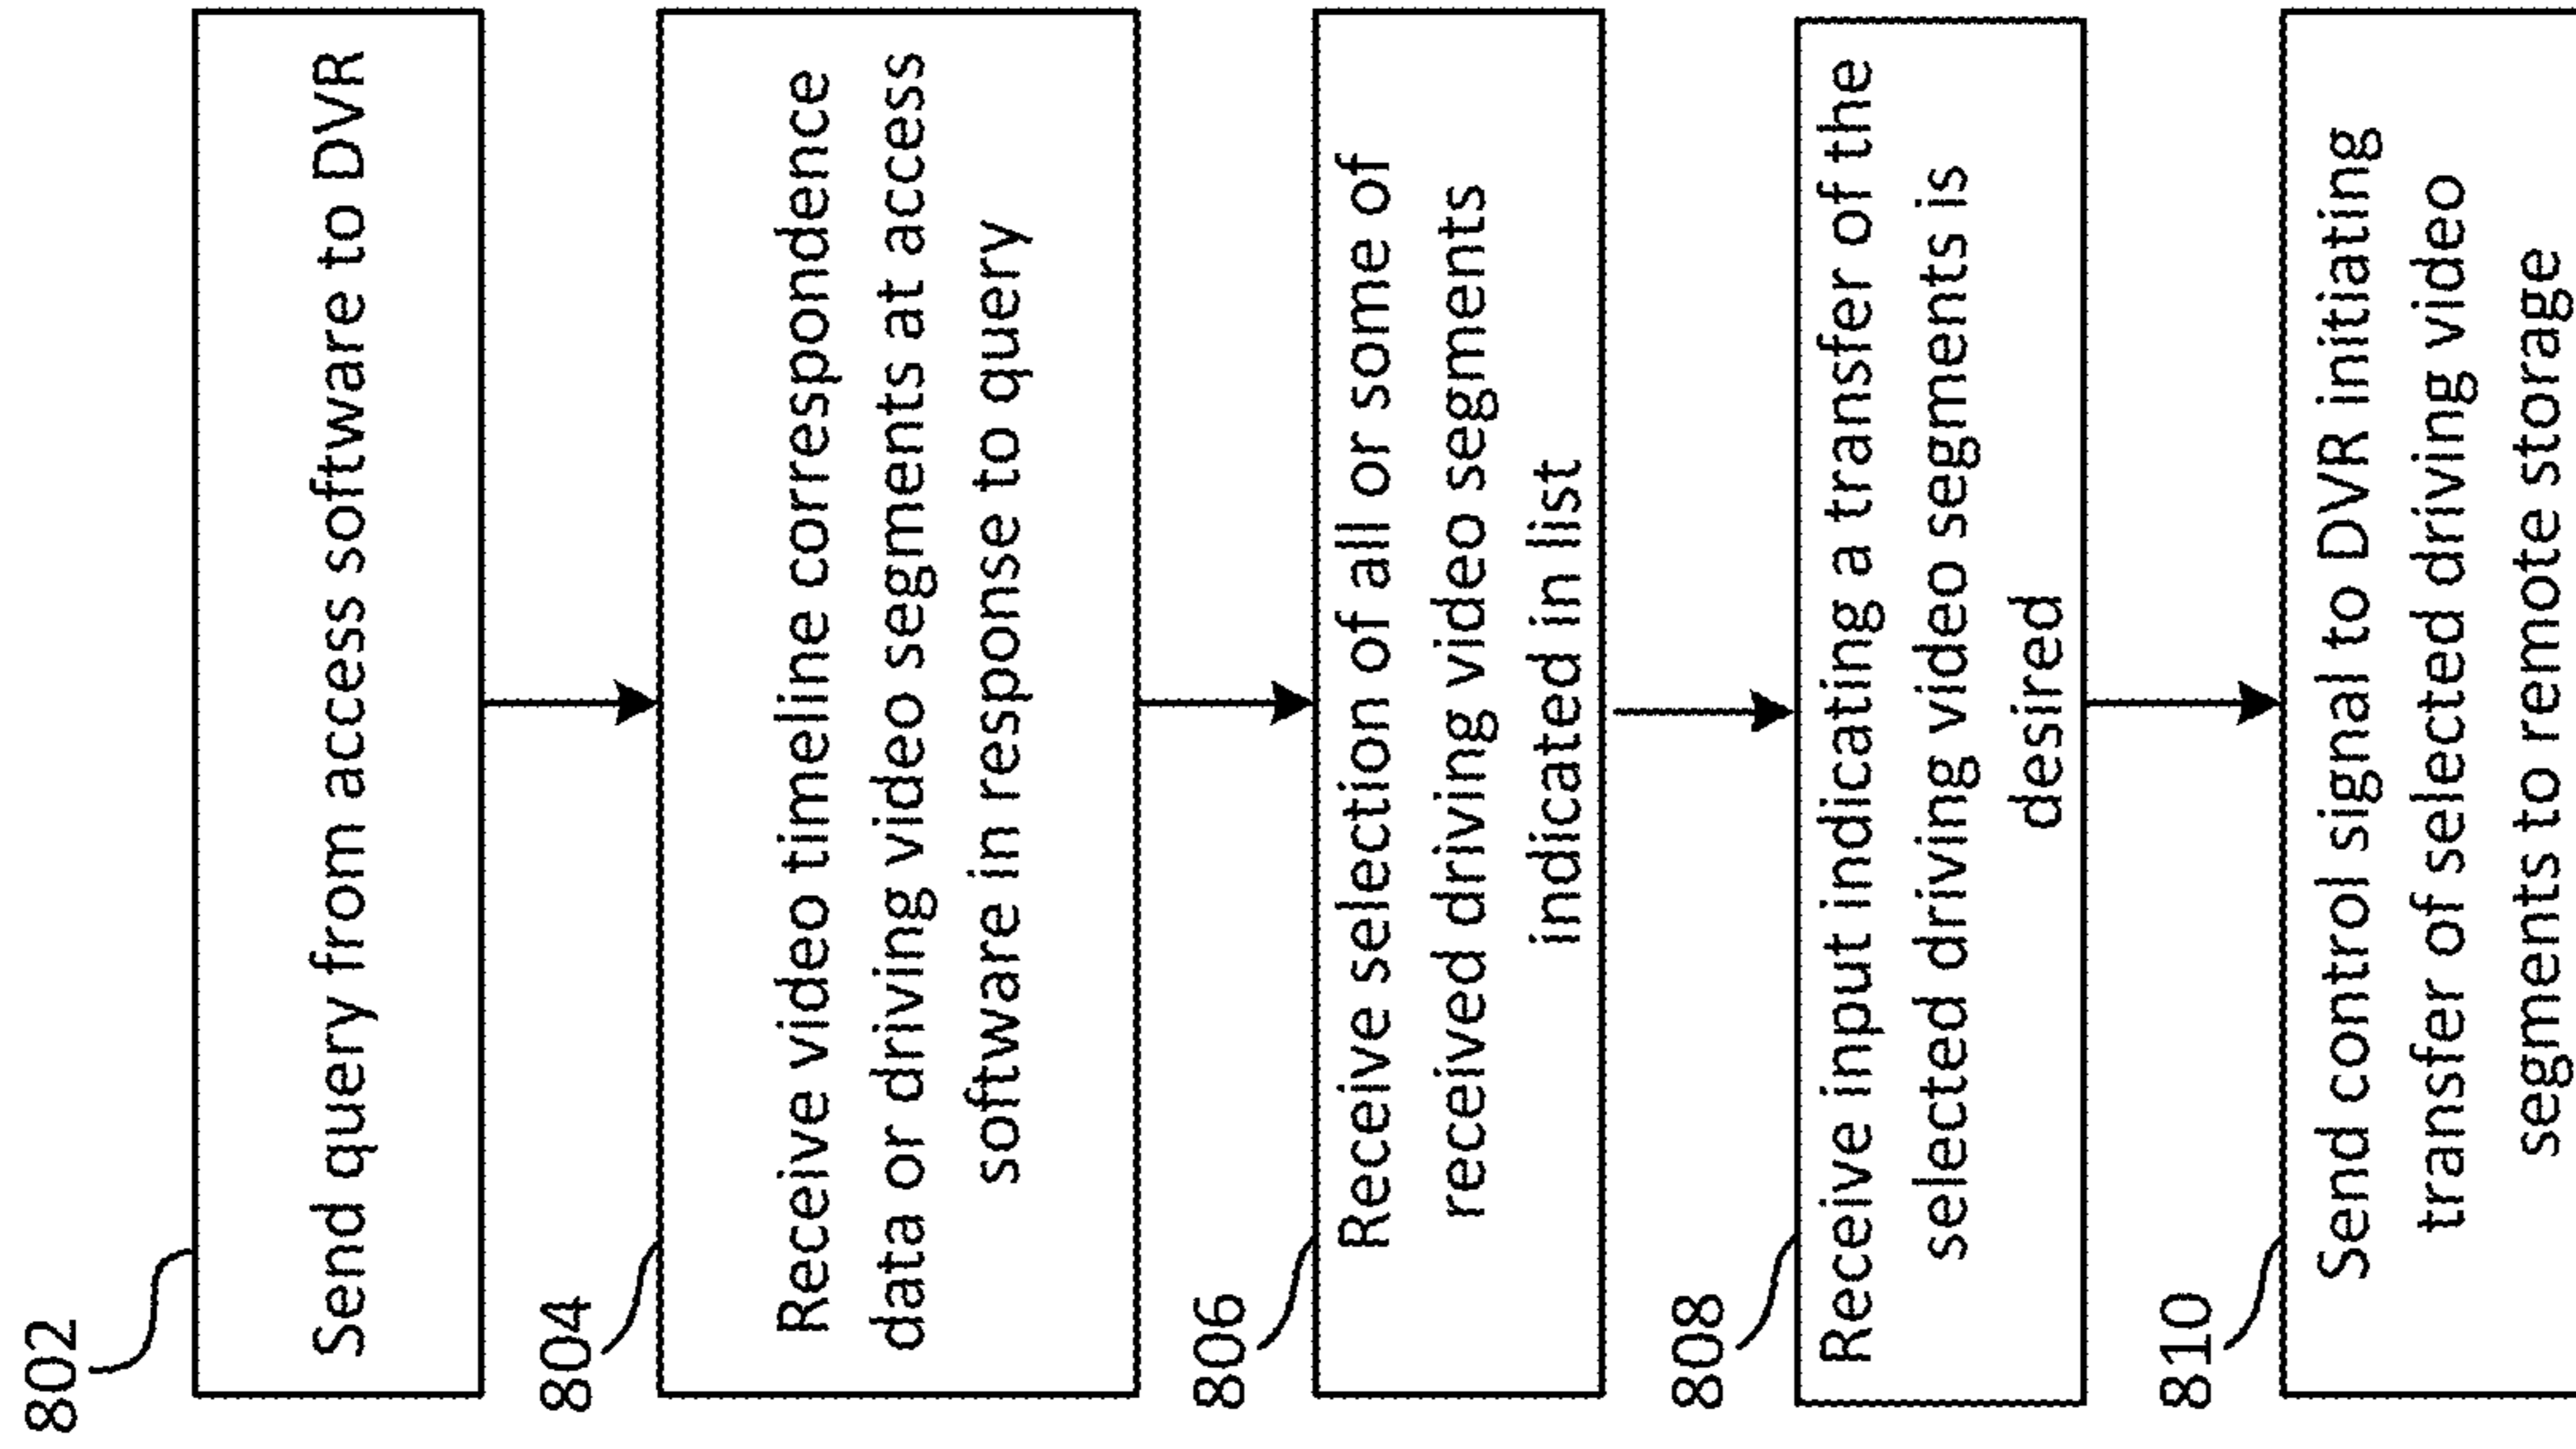 802
Send query from access software to DVR
804
Receive video timeline correspondence
data or driving video segments at access
software in response to query
806
Receive selection of all or some of
received driving video segments
indicated in list
808
Receive input indicating a transfer of the
selected driving video segments is
desired
810
Send control signal to DVR initiating
transfer of selected driving video
segments to remote storage